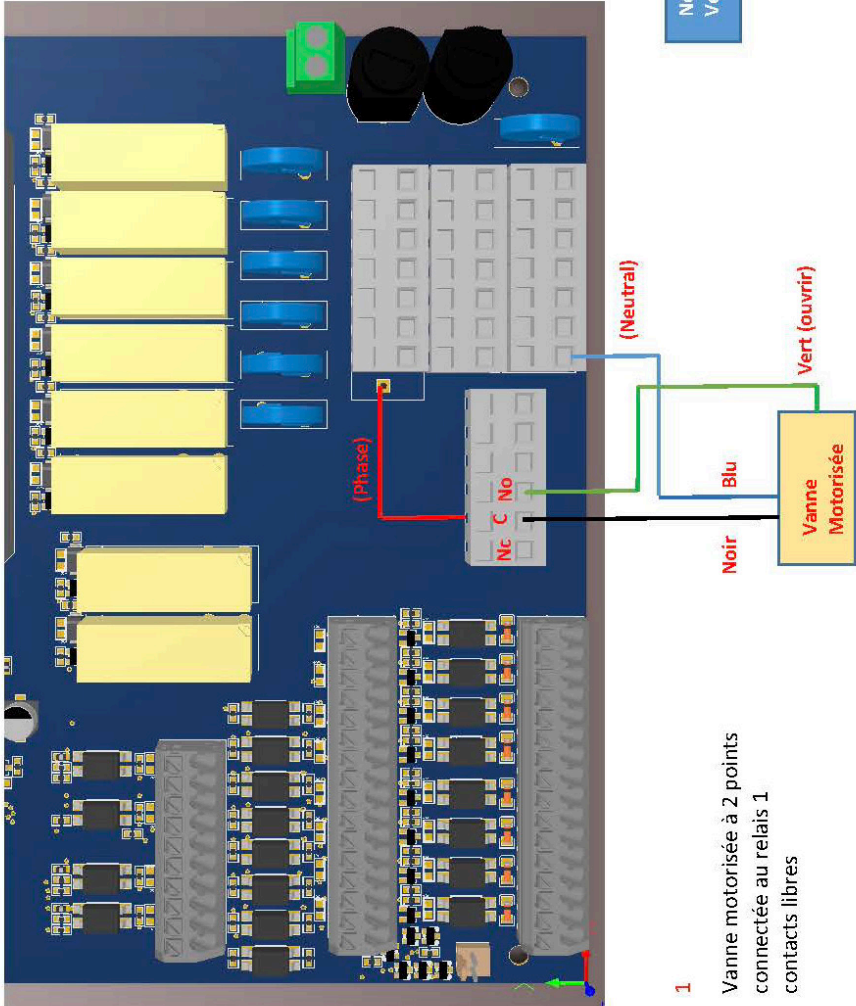 (Phase)
Nc C No
(Neutral)
Noir
Blu
Vert (ouvrir)
Vanne
Motorisée
1
Vanne motorisée à 2 points
connectée au relais 1
contacts libres